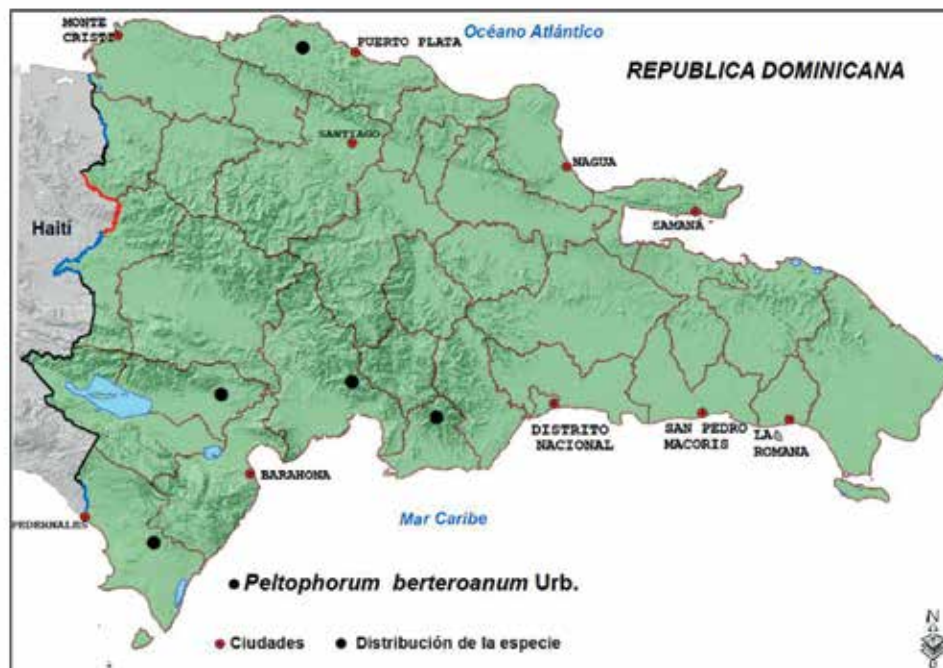 MONTE
CRISTI
PUERTO PLATA
Océano Atlántico
REPUBLICA DOMINICANA
SANTIAGO
NAGUA
SAMANÁ
Haití
DISTRITO
NACIONAL
SAN PEDRO
MACORIS
LA
ROMANA
BARAHONA
PEDERNALES
Mar Caribe
Peltophorum berteroanum Urb.
Ciudades
Distribución de la especie
N